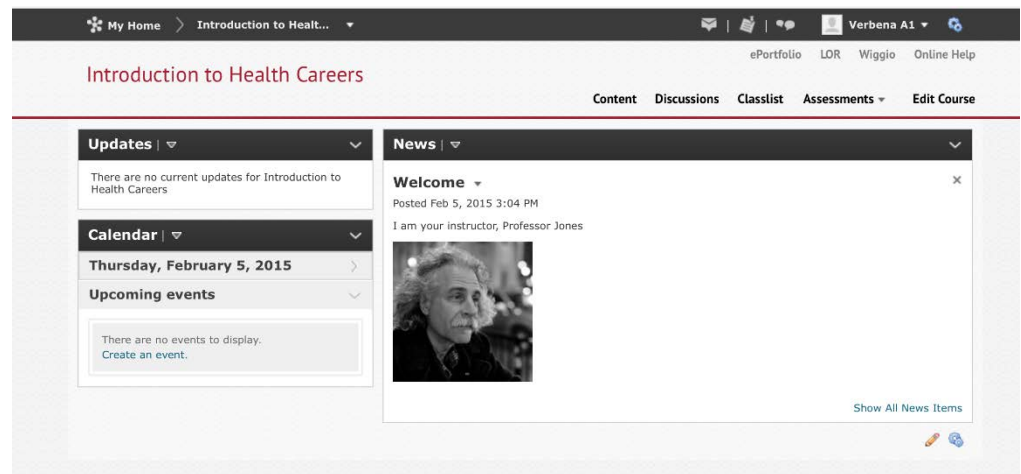 My Home Introduction to Healt...
Verbena A1
ePortfolio LOR Wiggio Online Help
Introduction to Health Careers
Content Discussions Classlist Assessments Edit Course
Updates
There are no current updates for Introduction to
Health Careers
Calendar
Thursday, February 5, 2015
Upcoming events
There are no events to display.
Create an event.
News
Welcome
Posted Feb 5, 2015 3:04 PM
I am your instructor, Professor Jones
Show All News Items